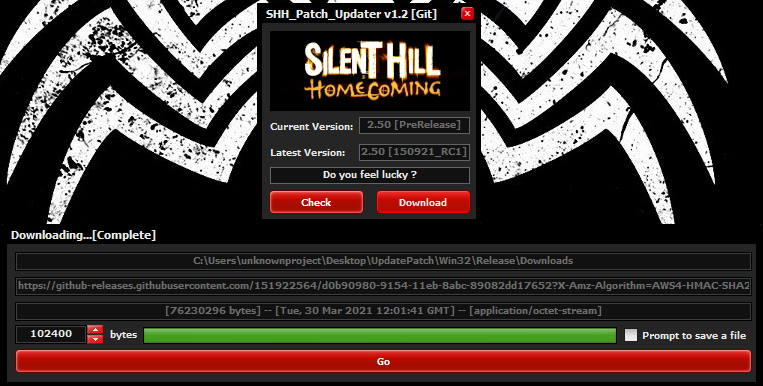 SHH_Patch_Updater v1.2 [Git]
SILENT HILL
HOMECOMING
Current Version: 2.50 [PreRelease]
Latest Version: 2.50 [150921_RC1]
Do you feel lucky ?
Check Download
Downloading...[Complete]
C:\Users\unknownproject\Desktop\UpdatePatch\Win32\Release\Downloads
https://github-releases.githubusercontent.com/151922564/d0b90980-9154-11eb-8abc-89082dd17652?X-Amz-Algorithm=AWS4-HMAC-SHA2
[76230296 bytes] -- [Tue, 30 Mar 2021 12:01:41 GMT] -- [application/octet-stream]
102400 bytes Prompt to save a file
Go